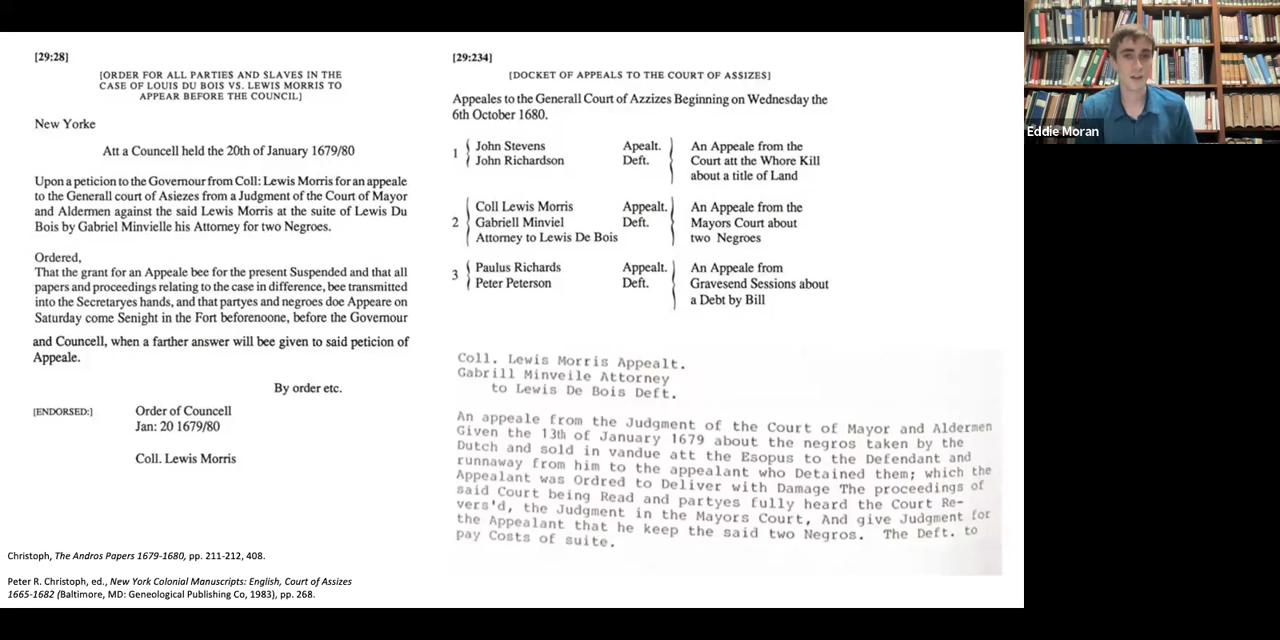 [29:28]
[ORDER FOR ALL PARTIES AND SLAVES IN THE
CASE OF LOUIS DU BOIS VS. LEWIS MORRIS TO
APPEAR BEFORE THE COUNCIL]
New Yorke
Att a Councell held the 20th of January 1679/80
Upon a peticion to the Governour from Coll: Lewis Morris for an appeale
to the Generall court of Asiezes from a Judgment of the Court of Mayor
and Aldermen against the said Lewis Morris at the suite of Lewis Du
Bois by Gabriel Minvielle his Attorney for two Negroes.
Ordered,
That the grant for an Appeale bee for the present Suspended and that all
papers and proceedings relating to the case in difference, bee transmitted
into the Secretaryes hands, and that partyes and negroes doe Appeare on
Saturday come Senight in the Fort beforenoone, before the Governour
and Councell, when a farther answer will bee given to said peticion of
Appeale.
By order etc.
[ENDORSED:] Order of Councell
Jan: 20 1679/80
Coll. Lewis Morris
Christoph, The Andros Papers 1679-1680, pp. 211-212, 408.
Peter R. Christoph, ed., New York Colonial Manuscripts: English, Court of Assizes
1665-1682 (Baltimore, MD: Geneological Publishing Co, 1983), pp. 268.
[29:234]
[DOCKET OF APPEALS TO THE COURT OF ASSIZES]
Appeales to the Generall Court of Azzizes Beginning on Wednesday the
6th October 1680.
1 John Stevens Apealt. An Appeale from the
John Richardson Deft. Court att the Whore Kill
about a title of Land
2 Coll Lewis Morris Appealt. An Appeale from the
Gabriell Minviel Deft. Mayors Court about
Attorney to Lewis De Bois two Negroes
3 Paulus Richards Appealt. An Appeale from
Peter Peterson Deft. Gravesend Sessions about
a Debt by Bill
Coll. Lewis Morris Appealt.
Gabrill Minveile Attorney
to Lewis De Bois Deft.
An appeale from the Judgment of the Court of Mayor and Aldermen
Given the 13th of January 1679 about the negros taken by the
Dutch and sold in vandue att the Esopus to the Defendant and
runnaway from him to the appealant who Detained them; which the
Appealant was Ordred to Deliver with Damage The proceedings of
said Court being Read and partyes fully heard the Court Re-
vers'd, the Judgment in the Mayors Court, And give Judgment for
the Appealant that he keep the said two Negros. The Deft. to
pay Costs of suite.
Eddie Moran